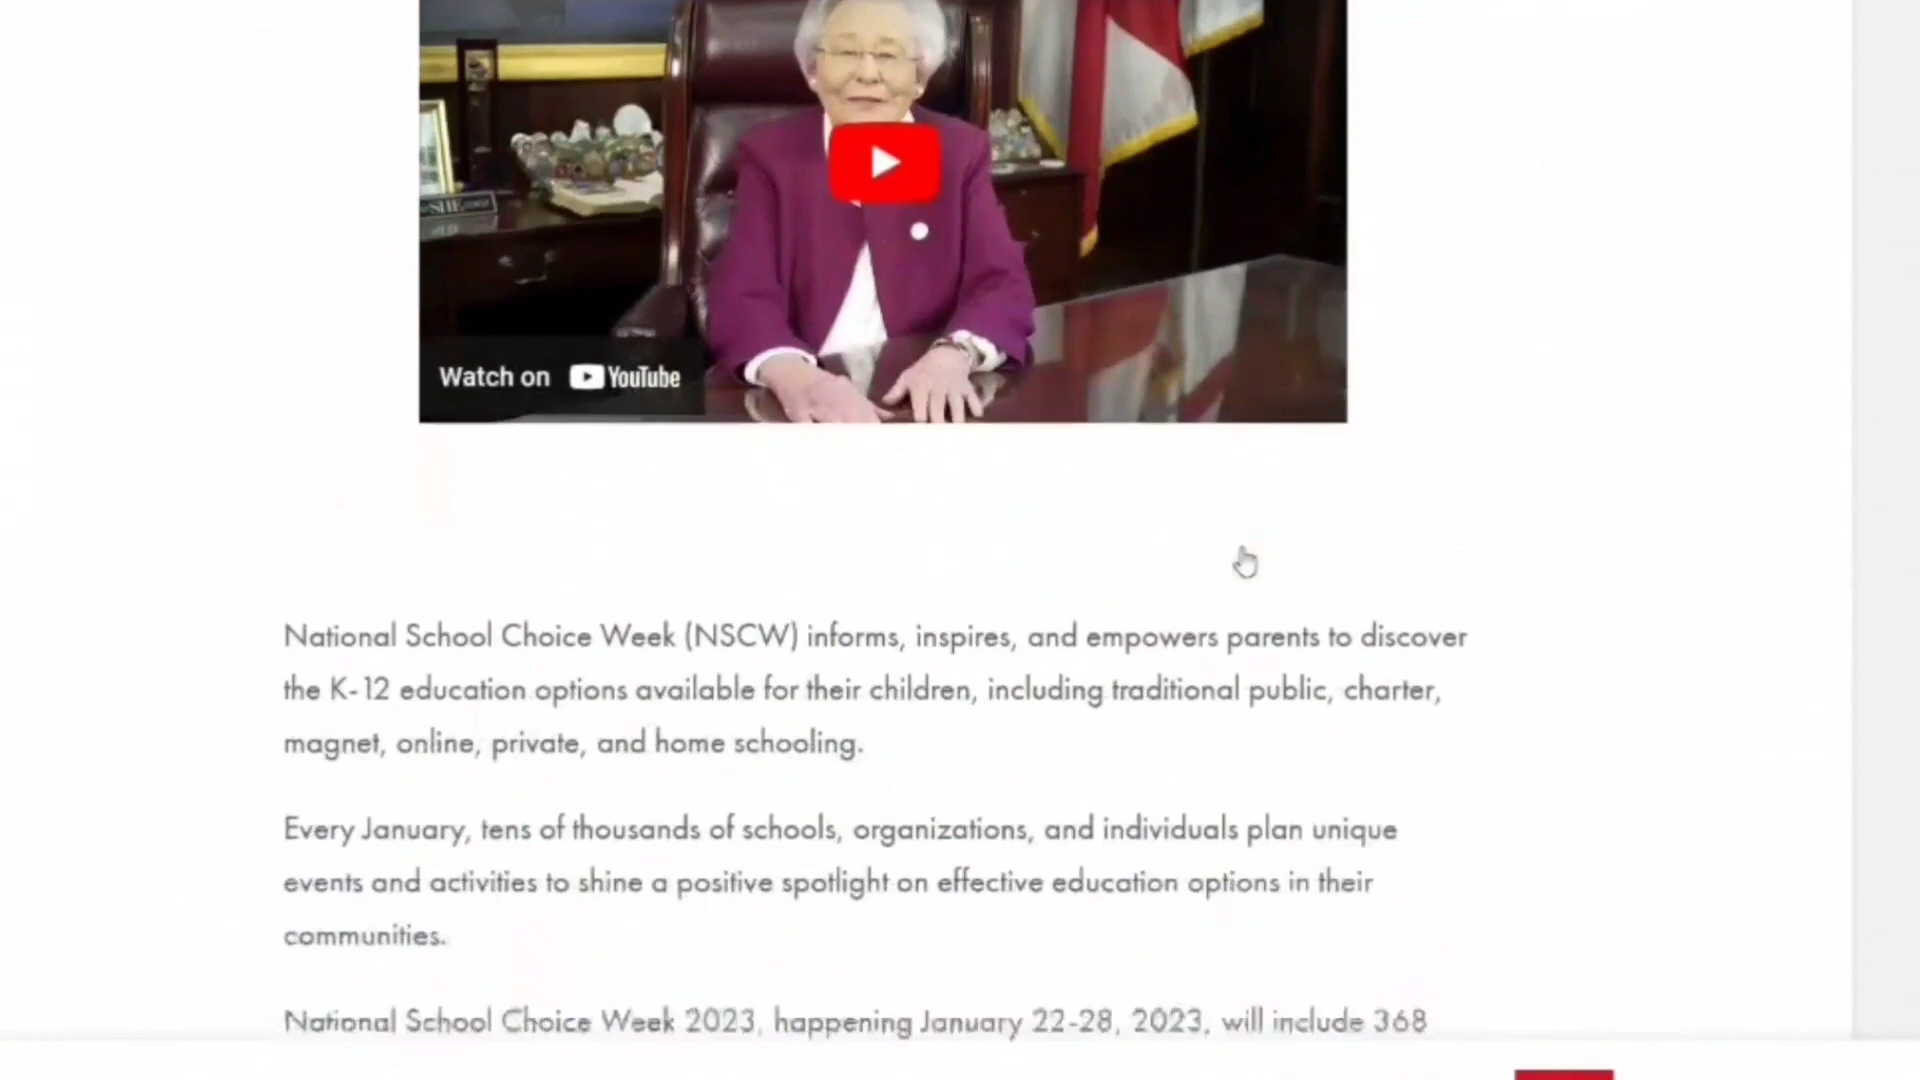 Watch on YouTube
National School Choice Week (NSCW) informs, inspires, and empowers parents to discover
the K-12 education options available for their children, including traditional public, charter,
magnet, online, private, and home schooling.
Every January, tens of thousands of schools, organizations, and individuals plan unique
events and activities to shine a positive spotlight on effective education options in their
communities.
National School Choice Week 2023, happening January 22-28, 2023, will include 368